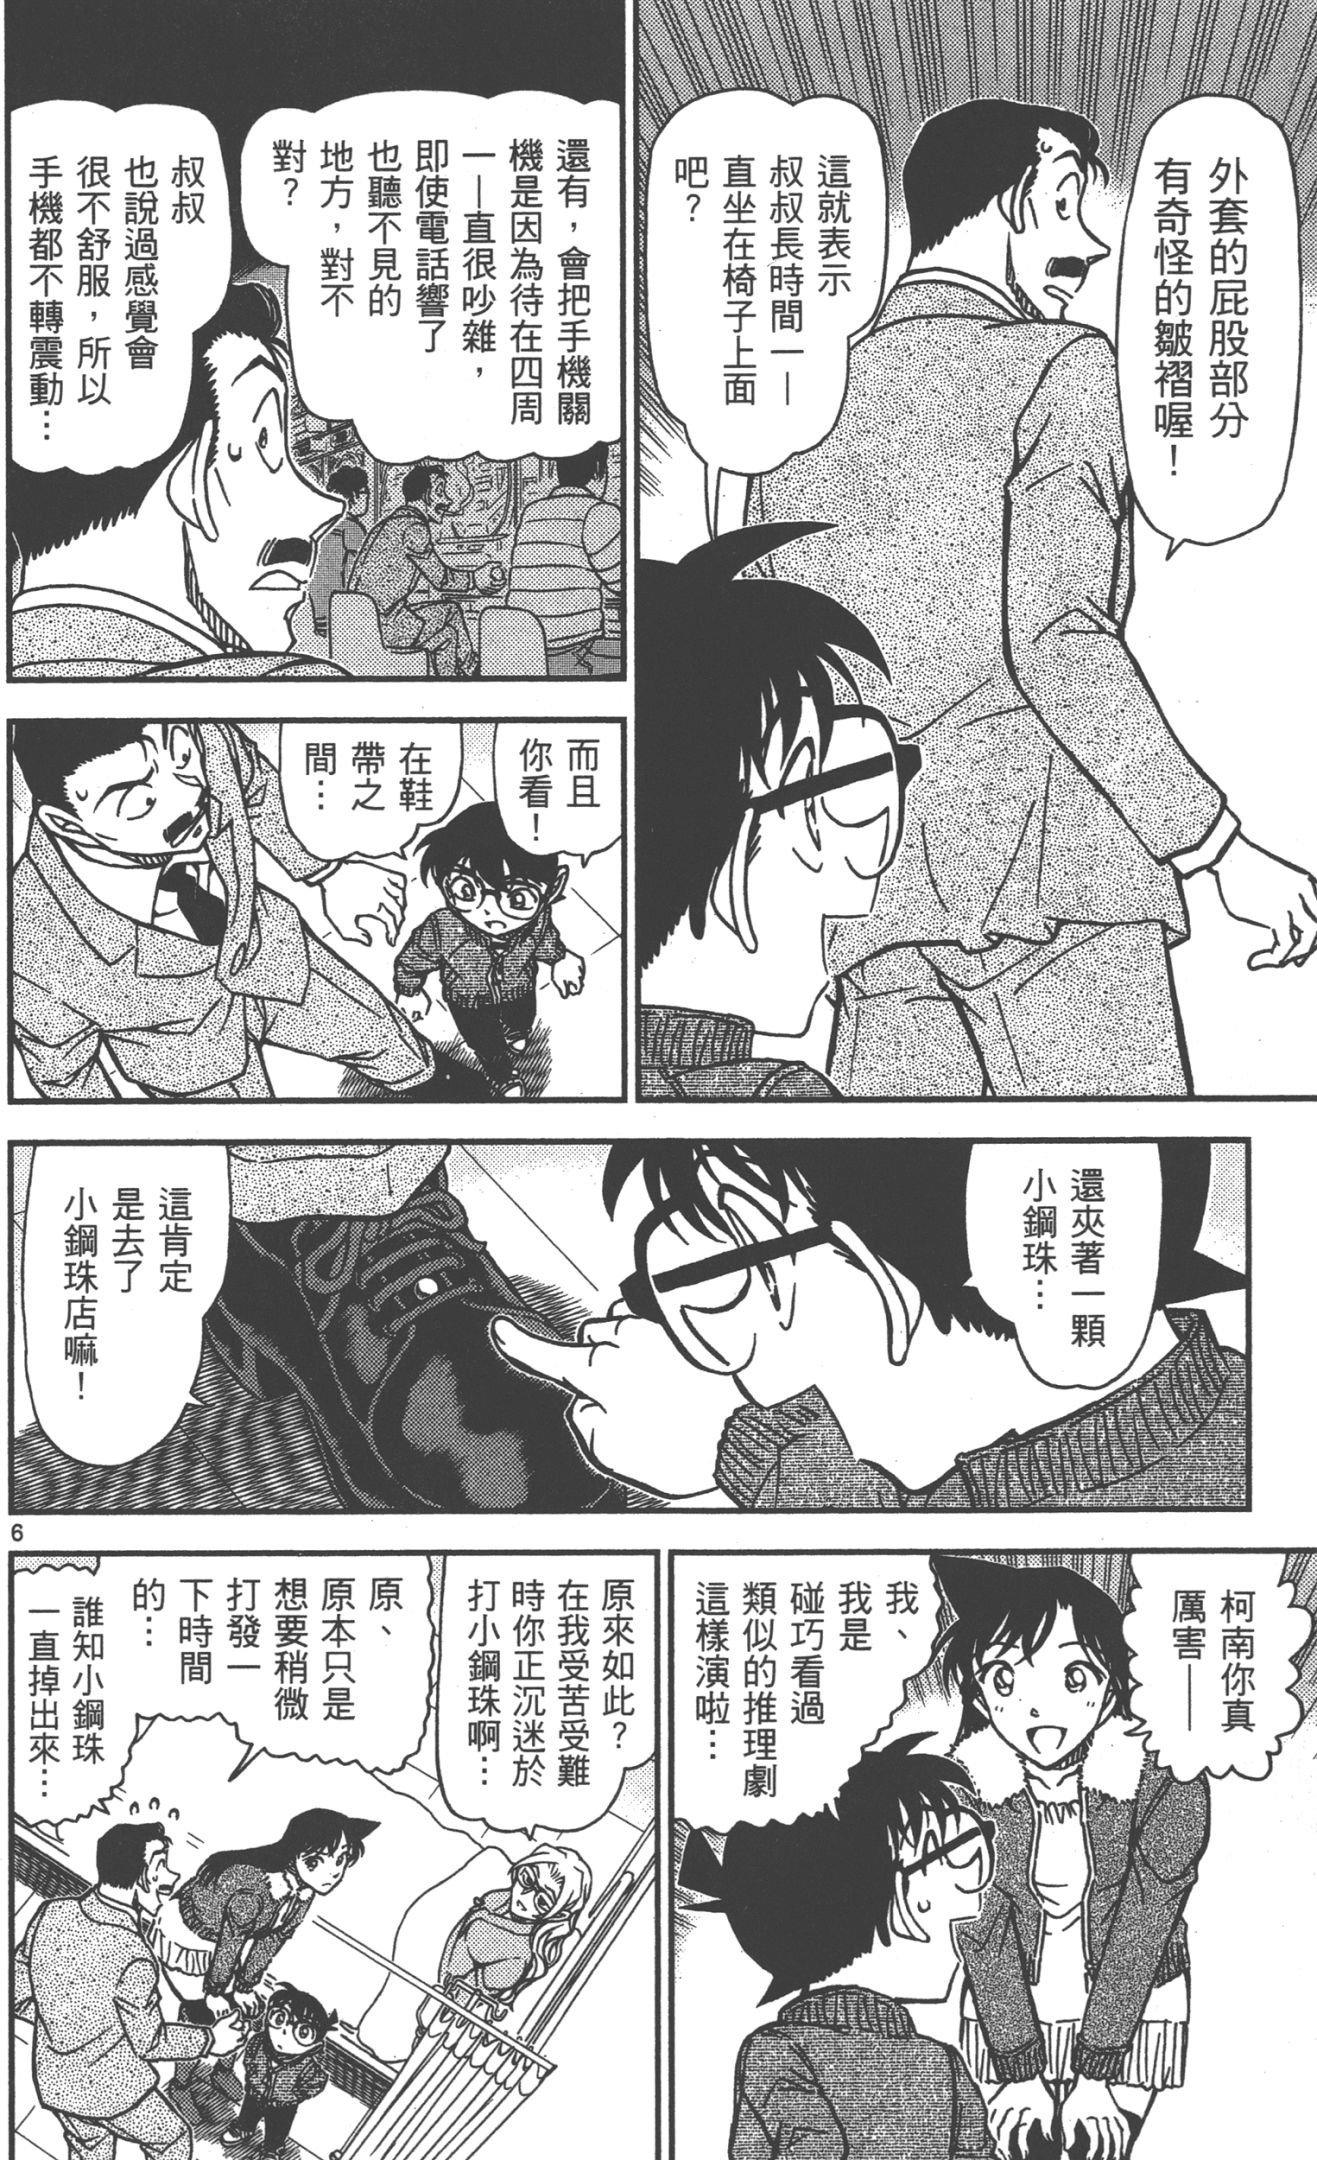 外套的屁股部分
有奇怪的皺褶喔！
這就表示
叔叔長時間一—
直坐在椅子上面
吧？
還有，會把手機關
機是因為待在四周
一—直很吵雜，
即使電話響了
也聽不見的
地方，對不
對？
叔叔
也說過感覺會
很不舒服，所以
手機都不轉震動…
而且
你看！
在鞋
帶之
間…
還夾著一顆
小鋼珠…
這肯定
是去了
小鋼珠店嘛！
6
柯南你真
厲害——
我、
我是
碰巧看過
類似的推理劇
這樣演啦…
原來如此？
在我受苦受難
時你正沉迷於
打小鋼珠啊…
原、
原本只是
想要稍微
打發一
下時間
的…
誰知小鋼珠
一直掉出來…